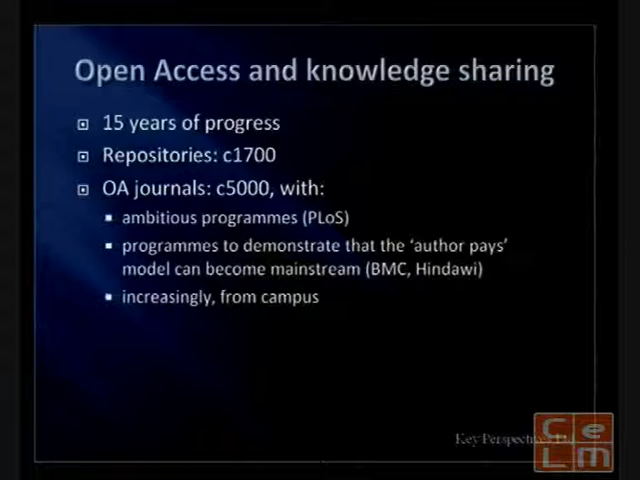 Open Access and knowledge sharing
15 years of progress
Repositories: c1700
OA journals: c5000, with:
ambitious programmes (PLoS)
programmes to demonstrate that the ‘author pays’
model can become mainstream (BMC, Hindawi)
increasingly, from campus
Key Perspectives Ltd
C e
L m